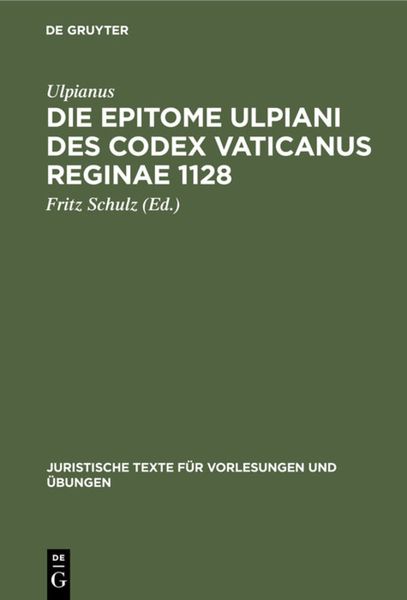 DE GRUYTER
Ulpianus
DIE EPITOME ULPIANI
DES CODEX VATICANUS
REGINAE 1128
Fritz Schulz (Ed.)
JURISTISCHE TEXTE FÜR VORLESUNGEN UND
ÜBUNGEN
DE
G